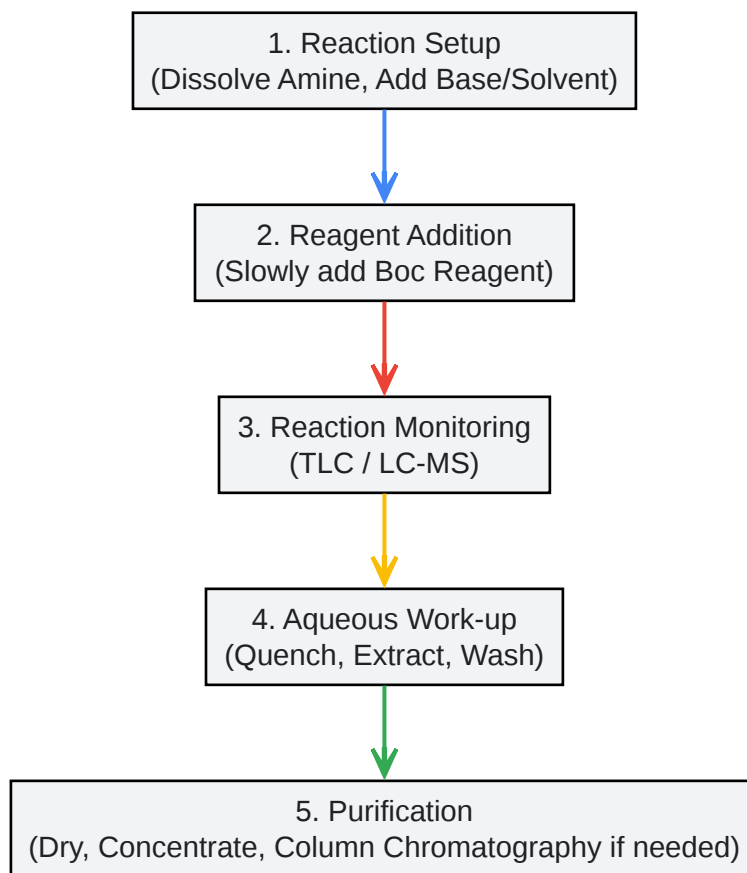 1. Reaction Setup
(Dissolve Amine, Add Base/Solvent)
2. Reagent Addition
(Slowly add Boc Reagent)
3. Reaction Monitoring
(TLC / LC-MS)
4. Aqueous Work-up
(Quench, Extract, Wash)
5. Purification
(Dry, Concentrate, Column Chromatography if needed)